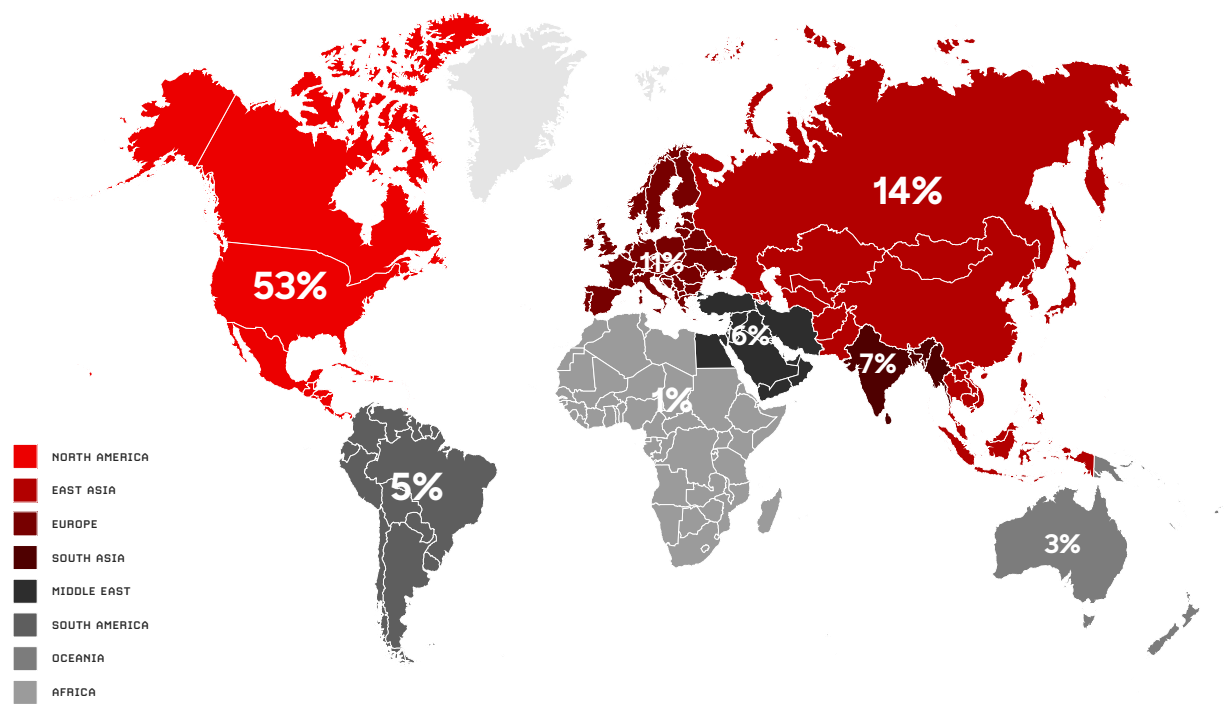 14%
11%
53%
6%
7%
1%
5%
3%
NORTH AMERICA
EAST ASIA
EUROPE
SOUTH ASIA
MIDDLE EAST
SOUTH AMERICA
OCEANIA
AFRICA